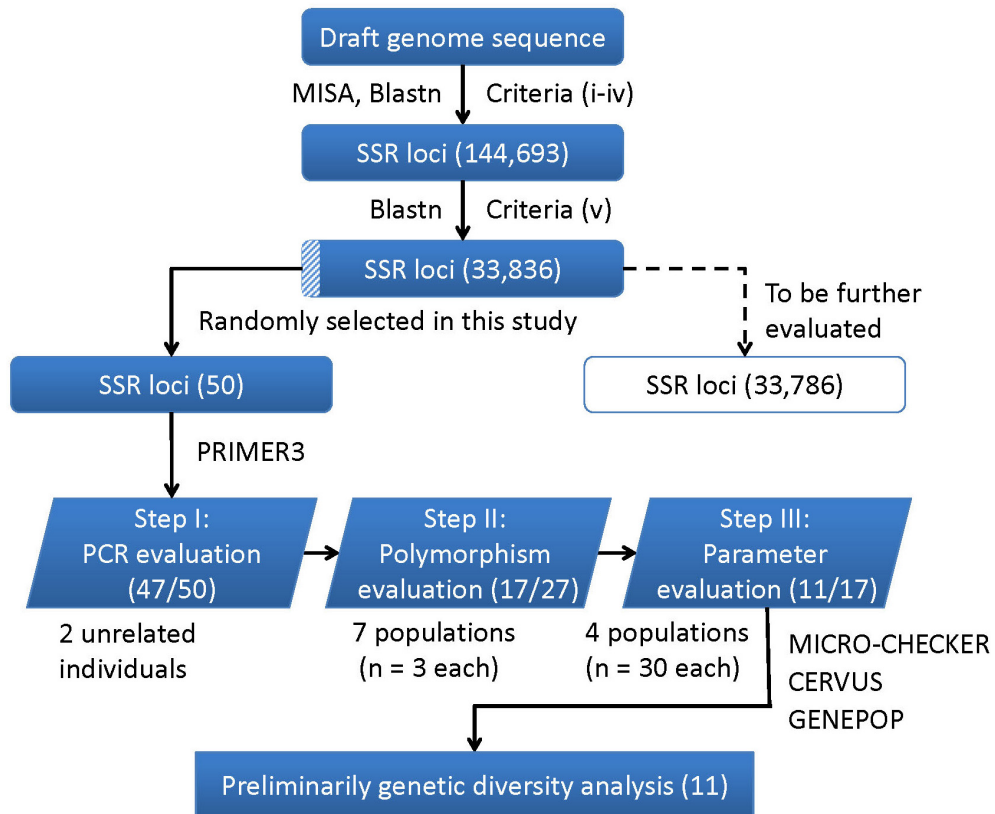 Draft genome sequence
MISA, Blastn
Criteria (i-iv)
SSR loci (144,693)
Blastn
Criteria (v)
SSR loci (33,836)
Randomly selected in this study
To be further
evaluated
SSR loci (50)
SSR loci (33,786)
PRIMER3
Step I:
PCR evaluation
(47/50)
Step II:
Polymorphism
evaluation (17/27)
Step III:
Parameter
evaluation (11/17)
2 unrelated
individuals
7 populations
(n = 3 each)
4 populations
(n = 30 each)
MICRO-CHECKER
CERVUS
GENEPOP
Preliminarily genetic diversity analysis (11)